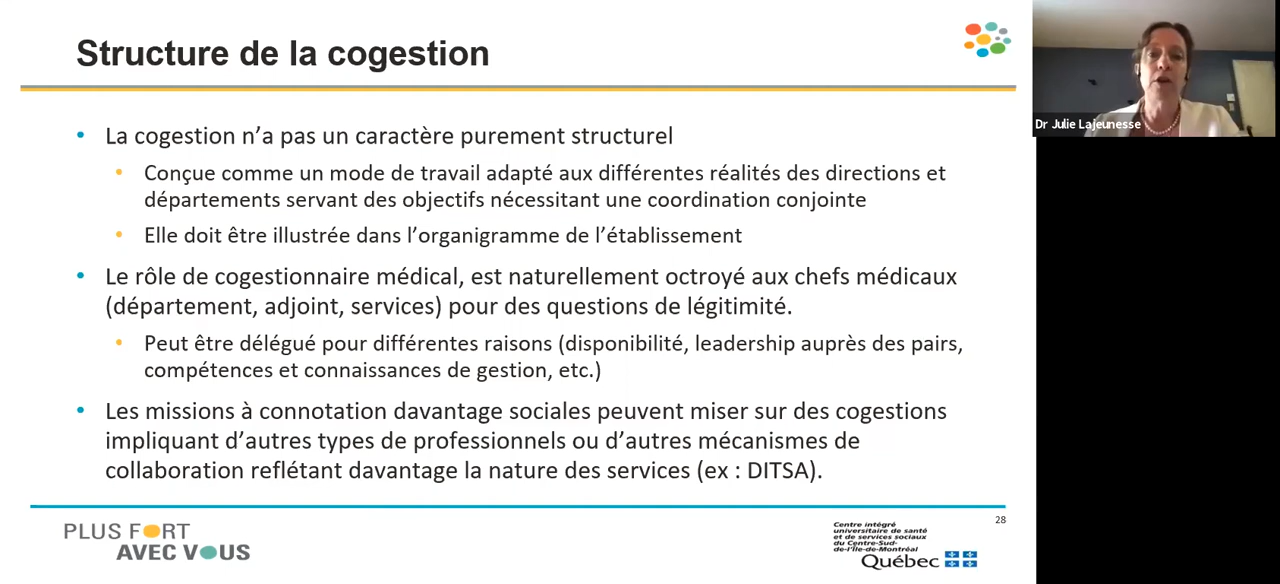 Structure de la cogestion
Dr Julie Lajeunesse
• La cogestion n’a pas un caractère purement structurel
• Conçue comme un mode de travail adapté aux différentes réalités des directions et
départements servant des objectifs nécessitant une coordination conjointe
• Elle doit être illustrée dans l’organigramme de l’établissement
• Le rôle de cogestionnaire médical, est naturellement octroyé aux chefs médicaux
(département, adjoint, services) pour des questions de légitimité.
• Peut être délégué pour différentes raisons (disponibilité, leadership auprès des pairs,
compétences et connaissances de gestion, etc.)
• Les missions à connotation davantage sociales peuvent miser sur des cogestions
impliquant d’autres types de professionnels ou d’autres mécanismes de
collaboration reflétant davantage la nature des services (ex : DITSA).
28
PLUS FORT
AVEC VOUS
Centre intégré
universitaire de santé
et de services sociaux
du Centre-Sud-
de-l’Île-de-Montréal
Québec